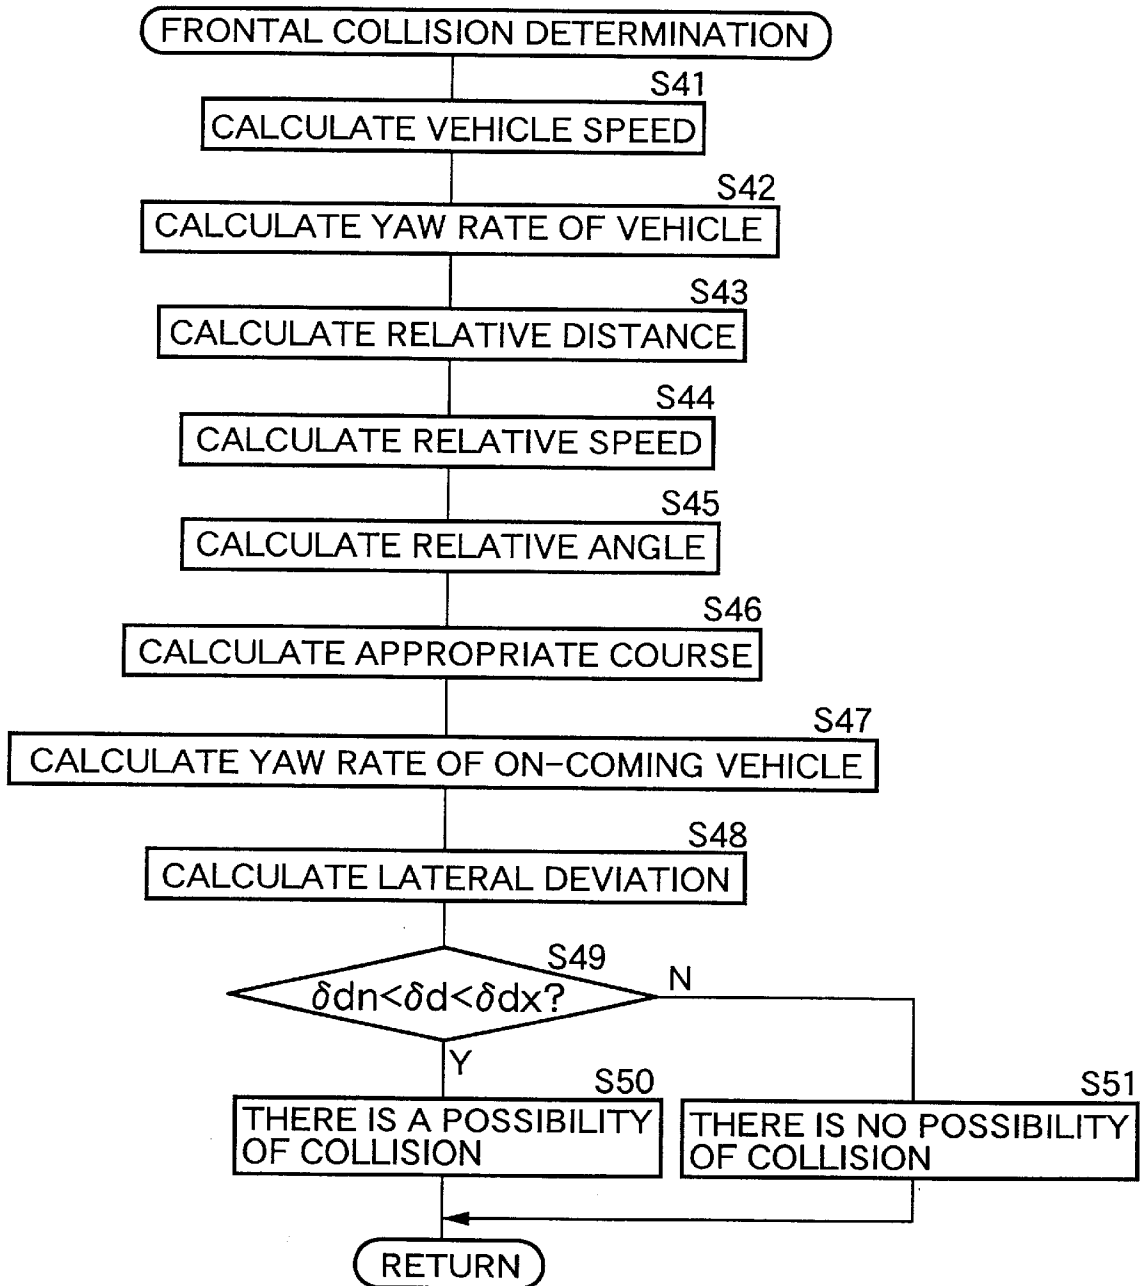 FRONTAL COLLISION DETERMINATION
S41
CALCULATE VEHICLE SPEED
S42
CALCULATE YAW RATE OF VEHICLE
S43
CALCULATE RELATIVE DISTANCE
S44
CALCULATE RELATIVE SPEED
S45
CALCULATE RELATIVE ANGLE
S46
CALCULATE APPROPRIATE COURSE
S47
CALCULATE YAW RATE OF ON-COMING VEHICLE
S48
CALCULATE LATERAL DEVIATION
S49
N
δdn<δd<δdx?
Y
S50
THERE IS A POSSIBILITY
OF COLLISION
S51
THERE IS NO POSSIBILITY
OF COLLISION
RETURN